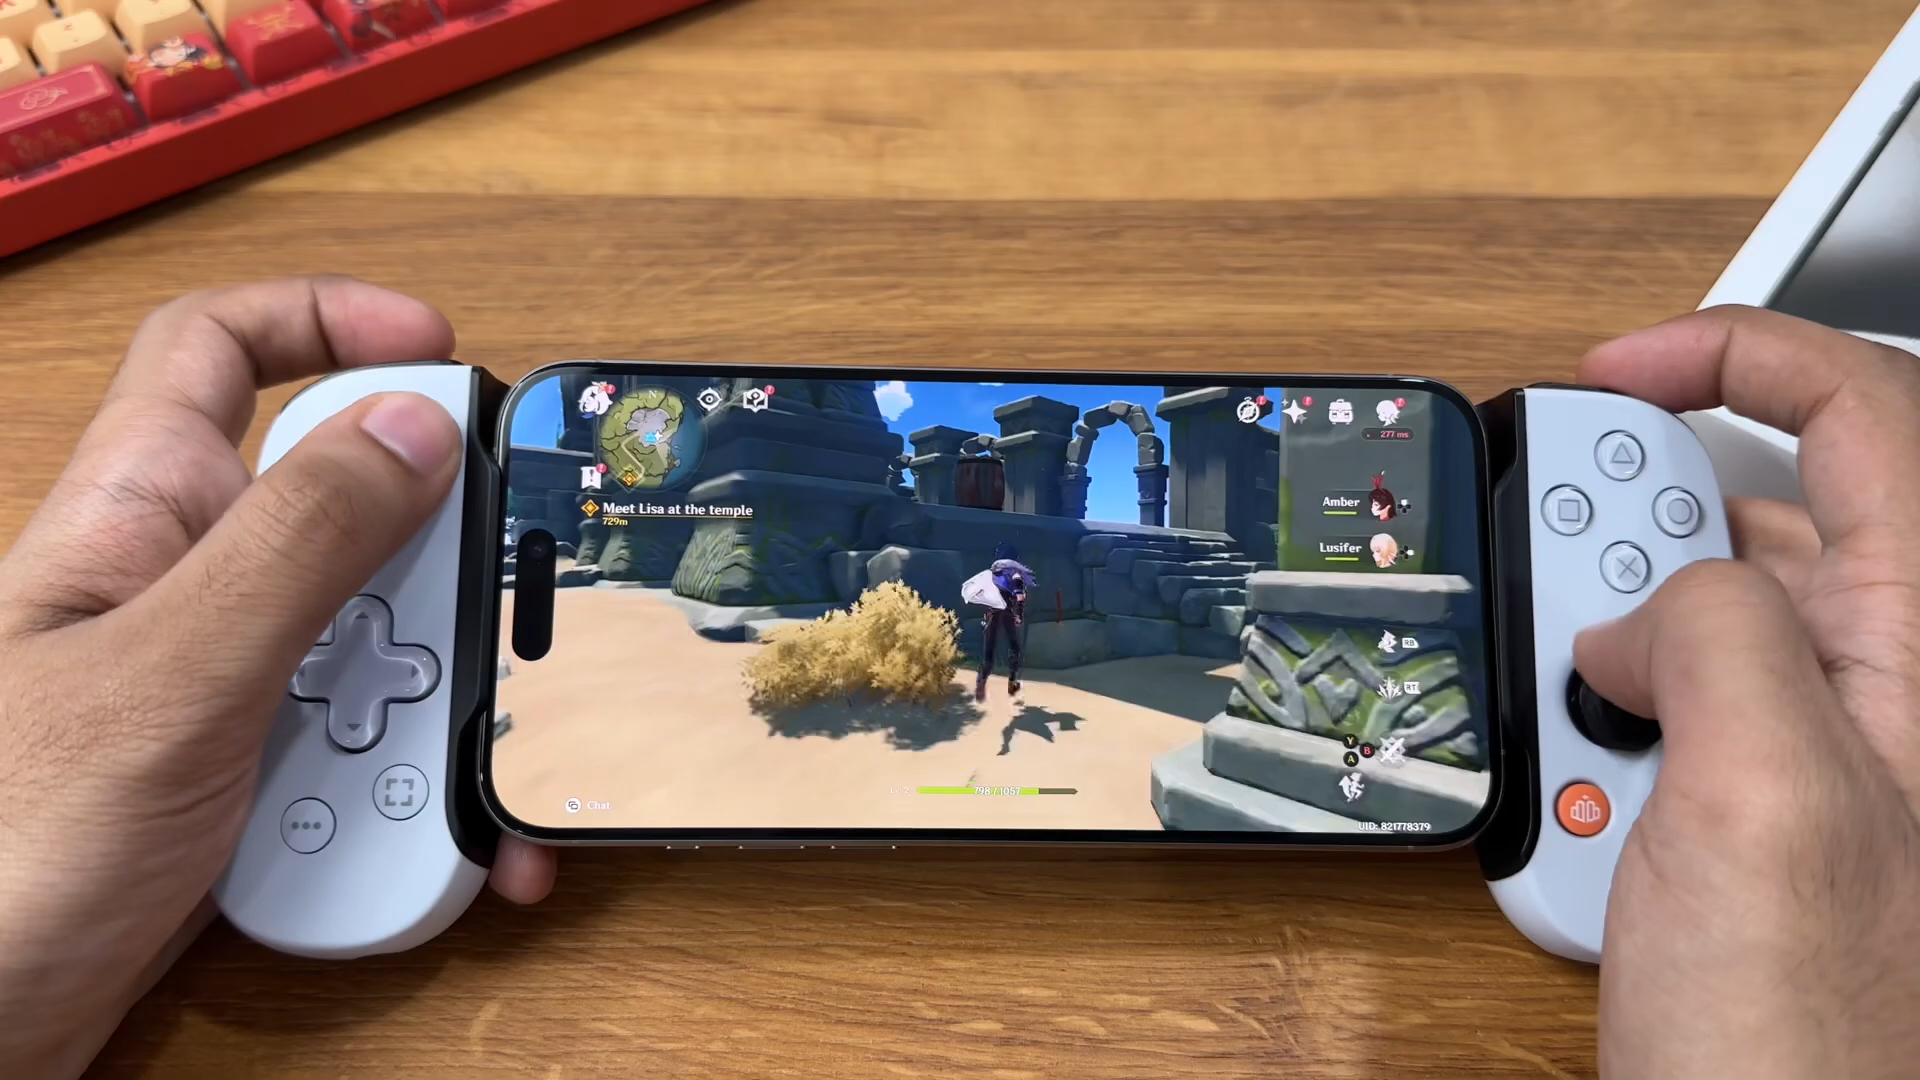 N
277 ms
Meet Lisa at the temple
729m
Amber
Lusifer
RB
RT
Y
B
A
798 / 1057
Chat
UID: 821778379